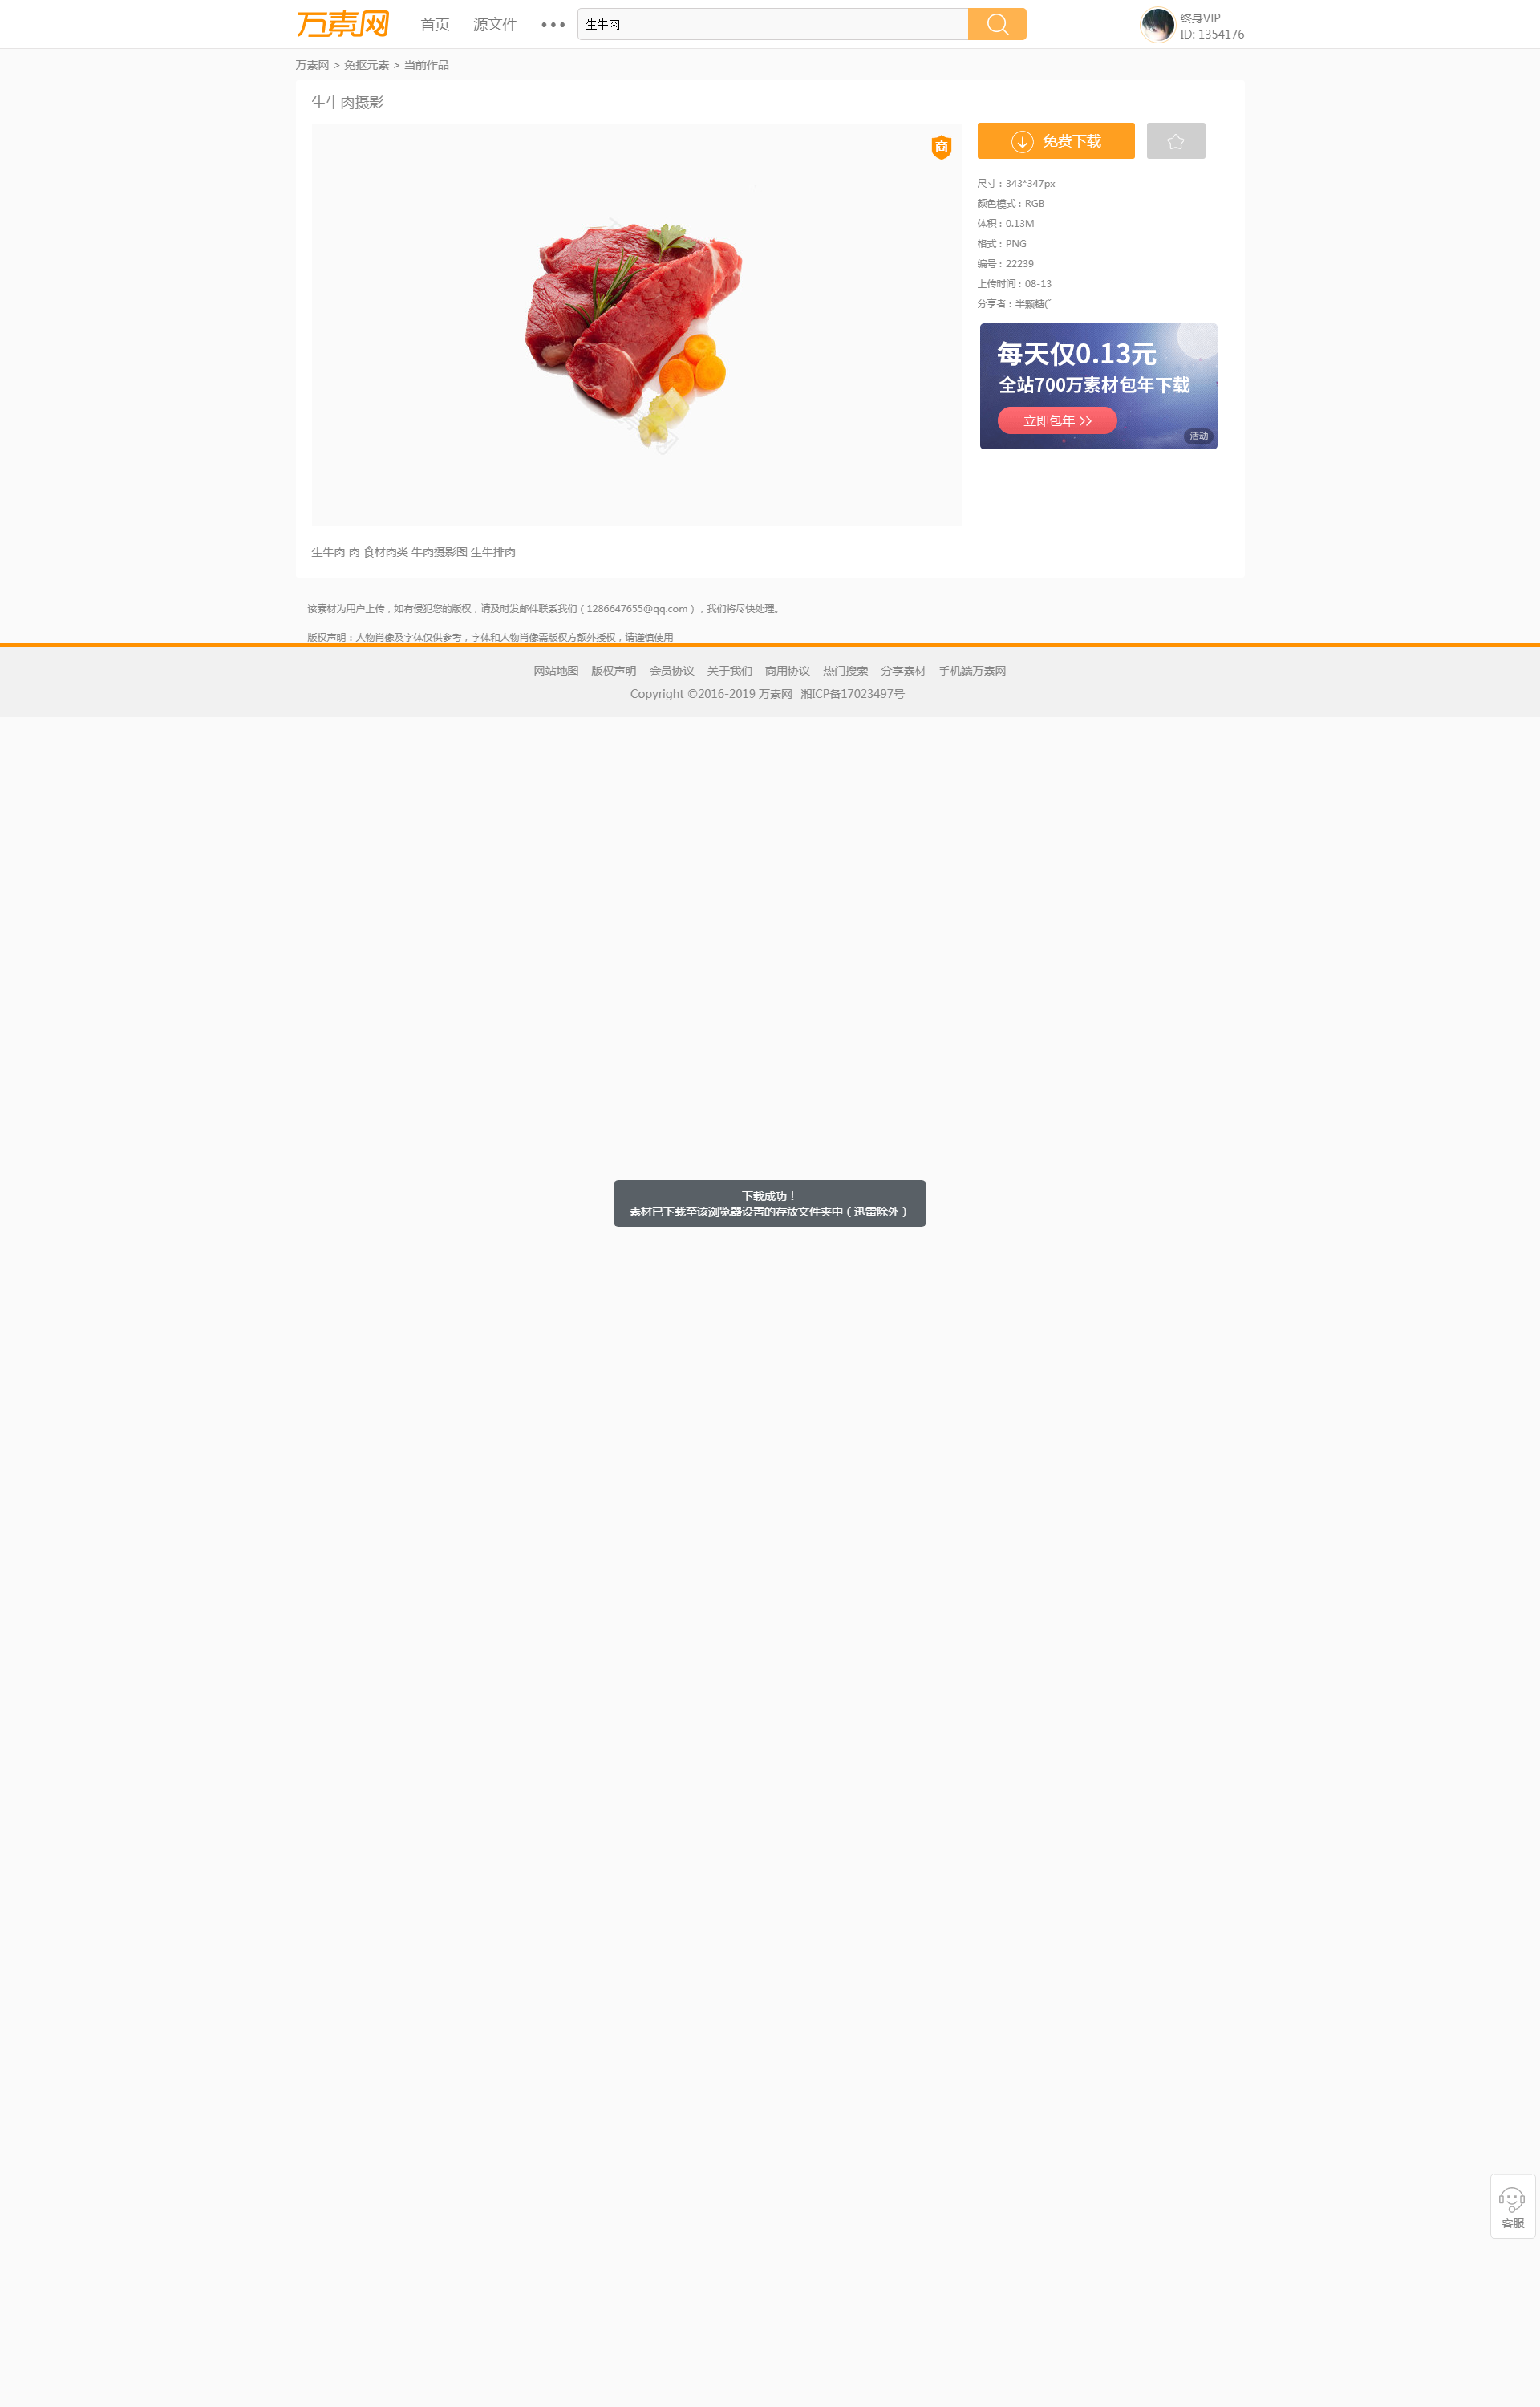 万素网
首页 源文件 •••
生牛肉
终身VIP
ID: 1354176
万素网 > 免抠元素 > 当前作品
生牛肉摄影
商
免费下载
尺寸：343*347px
颜色模式：RGB
体积：0.13M
格式：PNG
编号：22239
上传时间：08-13
分享者：半颗糖(¯
每天仅0.13元
全站700万素材包年下载
立即包年 >>
活动
生牛肉 肉 食材肉类 牛肉摄影图 生牛排肉
该素材为用户上传，如有侵犯您的版权，请及时发邮件联系我们（1286647655@qq.com），我们将尽快处理。
版权声明：人物肖像及字体仅供参考，字体和人物肖像需版权方额外授权，请谨慎使用
网站地图 版权声明 会员协议 关于我们 商用协议 热门搜索 分享素材 手机端万素网
Copyright ©2016-2019 万素网 湘ICP备17023497号
下载成功！
素材已下载至该浏览器设置的存放文件夹中（迅雷除外）
客服